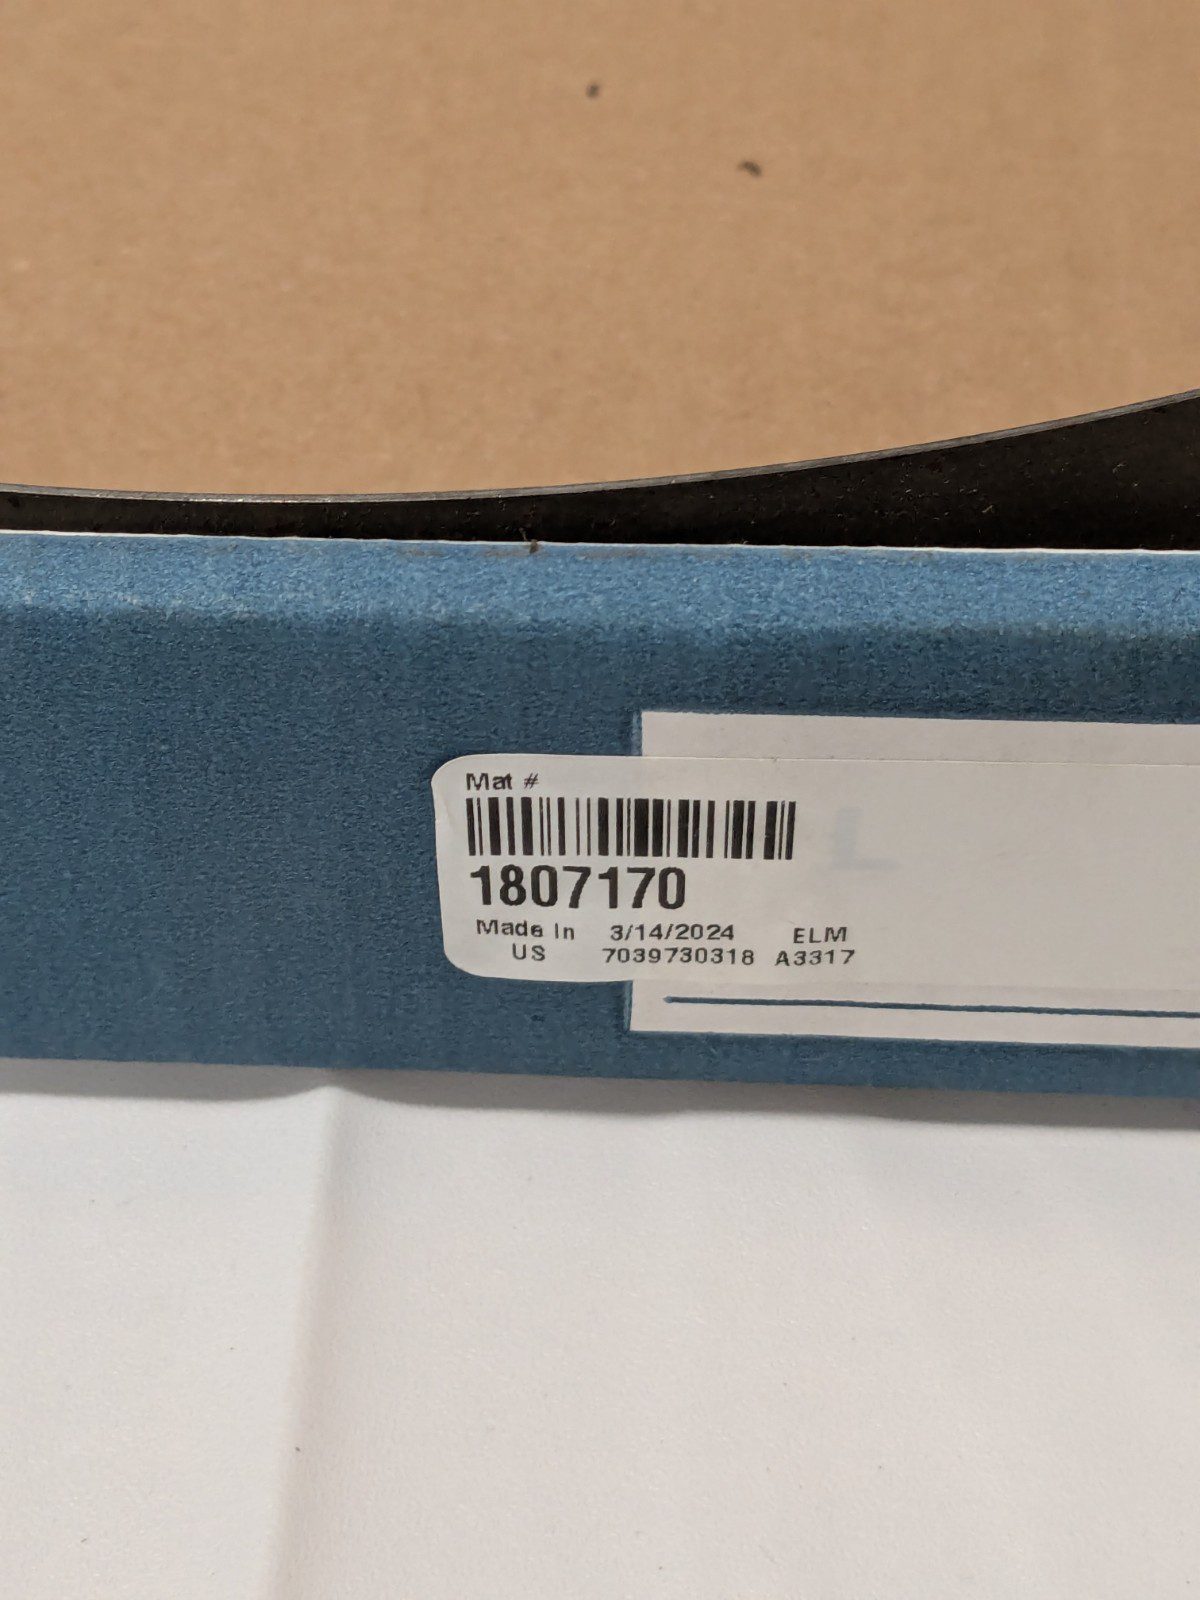 Mat #
1807170
Made In 3/14/2024 ELM
US 7039730318 A3317